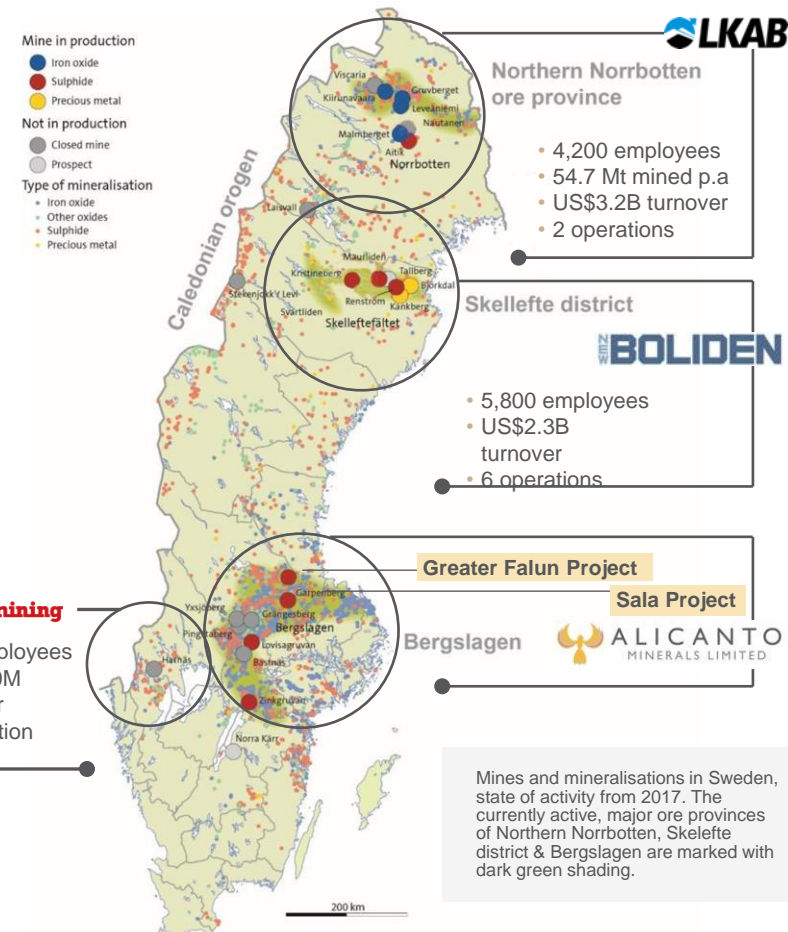 Mine in production
Iron oxide
Sulphide
Precious metal
Not in production
Closed mine
Prospect
Type of mineralisation
Iron oxide
Other oxides
Sulphide
Precious metal
LKAB
Northern Norrbotten
ore province
• 4,200 employees
• 54.7 Mt mined p.a
• US$3.2B turnover
• 2 operations
Viscaria
Kiirunavaara
Gruvberget
Leveäniemi
Nautanen
Malmberget
Aitik
Norrbotten
Caledonian orogen
Laisvall
Maurliden
Kristineberg
Tallberg
Björkdal
Stekenjokk
Levi
Renström
Kankberg
Svärtliden
Skelleftefältet
Skellefte district
NEW
BOLIDEN
• 5,800 employees
• US$2.3B
turnover
• 6 operations
Greater Falun Project
Sala Project
ALICANTO
MINERALS LIMITED
Bergslagen
Garpenberg
Yxsjöberg
Grängesberg
Bergslagen
Lovisagruvan
Bastnäs
Zinkgruvan
Norra Kärr
mining
ployees
0M
r
tion
Mines and mineralisations in Sweden,
state of activity from 2017. The
currently active, major ore provinces
of Northern Norrbotten, Skelefte
district & Bergslagen are marked with
dark green shading.
200 km